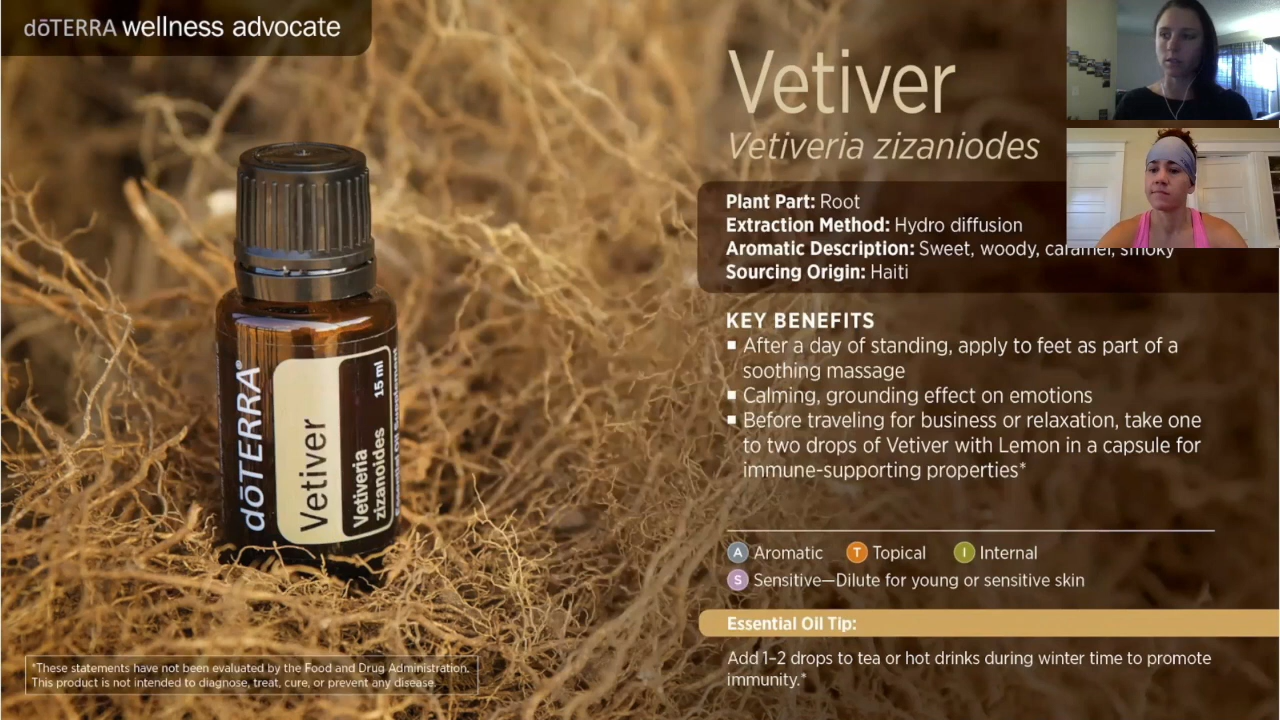 dōTERRA wellness advocate
Vetiver
Vetiveria zizaniodes
Plant Part: Root
Extraction Method: Hydro diffusion
Aromatic Description: Sweet, woody, caramel, smoky
Sourcing Origin: Haiti
KEY BENEFITS
▪ After a day of standing, apply to feet as part of a
soothing massage
▪ Calming, grounding effect on emotions
▪ Before traveling for business or relaxation, take one
to two drops of Vetiver with Lemon in a capsule for
immune-supporting properties*
A Aromatic T Topical I Internal
S Sensitive—Dilute for young or sensitive skin
Essential Oil Tip:
Add 1–2 drops to tea or hot drinks during winter time to promote
immunity.*
dōTERRA®
Vetiver
Vetiveria
zizanoides 15 ml
Essential Oil Supplement
*These statements have not been evaluated by the Food and Drug Administration.
This product is not intended to diagnose, treat, cure, or prevent any disease.